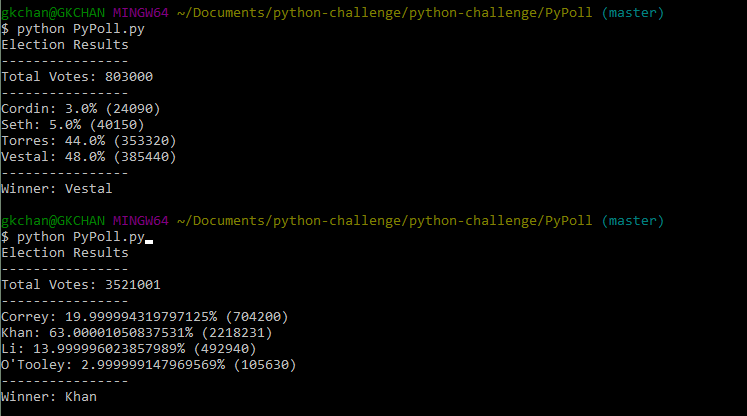 gkchan@GKCHAN MINGW64 ~/Documents/python-challenge/python-challenge/PyPoll (master)
$ python PyPoll.py
Election Results
----------------
Total Votes: 803000
----------------
Cordin: 3.0% (24090)
Seth: 5.0% (40150)
Torres: 44.0% (353320)
Vestal: 48.0% (385440)
----------------
Winner: Vestal
gkchan@GKCHAN MINGW64 ~/Documents/python-challenge/python-challenge/PyPoll (master)
$ python PyPoll.py
Election Results
----------------
Total Votes: 3521001
----------------
Correy: 19.999994319797125% (704200)
Khan: 63.00001050837531% (2218231)
Li: 13.999996023857989% (492940)
O'Tooley: 2.999999147969569% (105630)
----------------
Winner: Khan